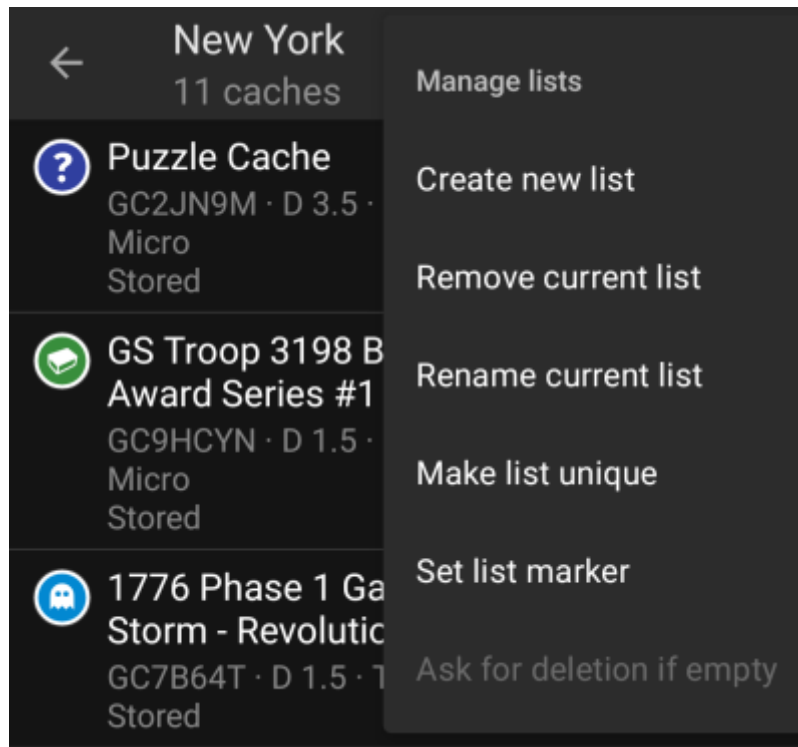 New York
11 caches
Puzzle Cache
GC2JN9M · D 3.5 ·
Micro
Stored
GS Troop 3198 B
Award Series #1
GC9HCYN · D 1.5 ·
Micro
Stored
1776 Phase 1 Ga
Storm - Revolutic
GC7B64T · D 1.5 · T
Stored
Manage lists
Create new list
Remove current list
Rename current list
Make list unique
Set list marker
Ask for deletion if empty